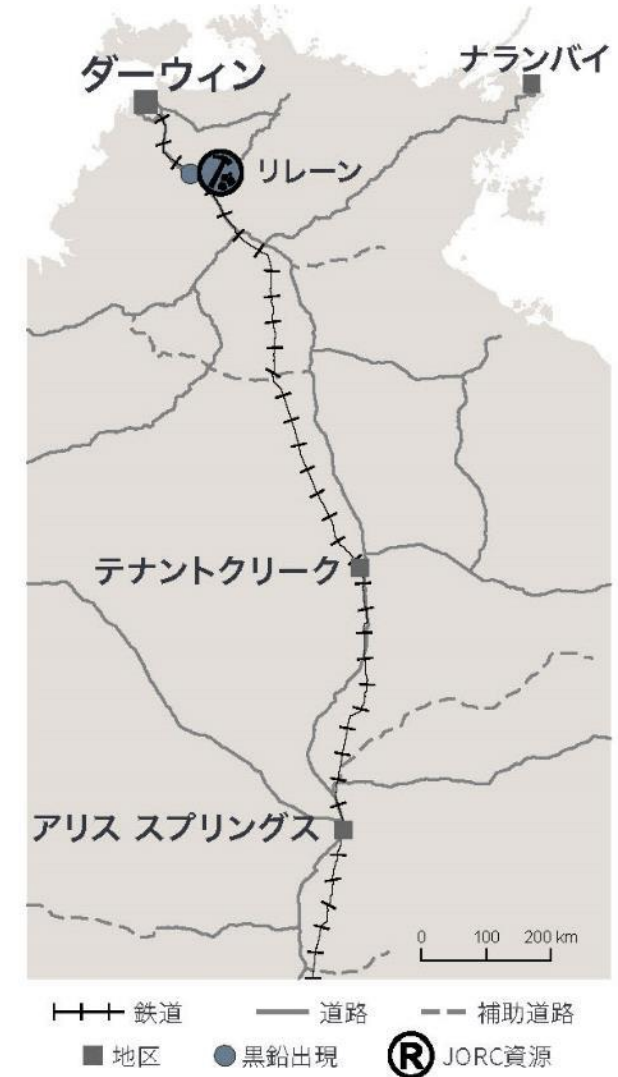 ダーウィン
ナランバイ
リレーン
テナントクリーク
アリス スプリングス
0 100 200 km
鉄道 道路 補助道路
地区 黒鉛出現 R JORC資源